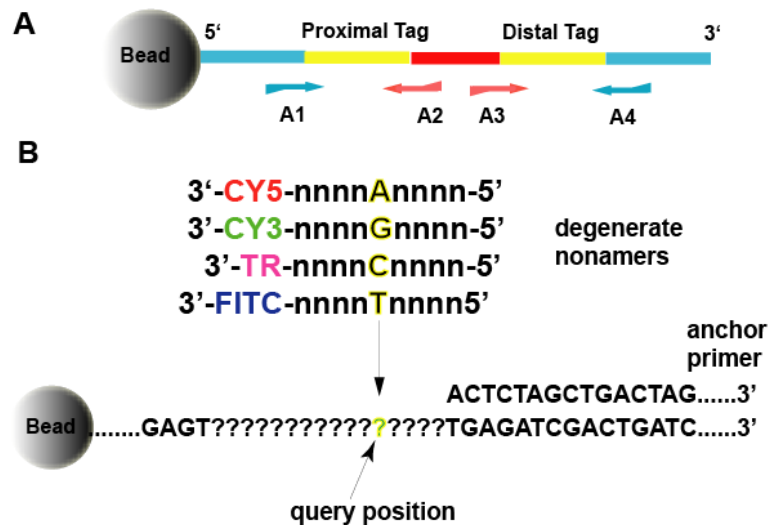 A
5‘ Proximal Tag Distal Tag 3‘
Bead
A1 A2 A3 A4
B
3‘-CY5-nnnnAnnnn-5’
3’-CY3-nnnnGnnnn-5’
3’-TR-nnnnCnnnn-5’
3’-FITC-nnnnTnnnn5’
degenerate
nonamers
anchor
primer
ACTCTAGCTGACTAG......3’
Bead ........GAGT????????????????TGAGATCGACTGATC......3’
query position